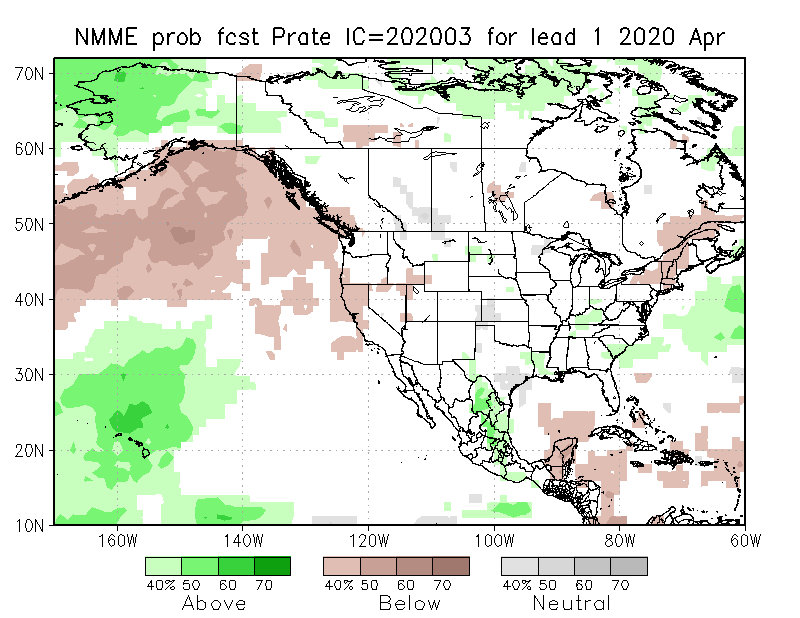 NMME prob fcst Prate IC=202003 for lead 1 2020 Apr
70N
60N
50N
40N
30N
20N
10N
160W 140W 120W 100W 80W 60W
40% 50 60 70 40% 50 60 70 40% 50 60 70
Above Below Neutral